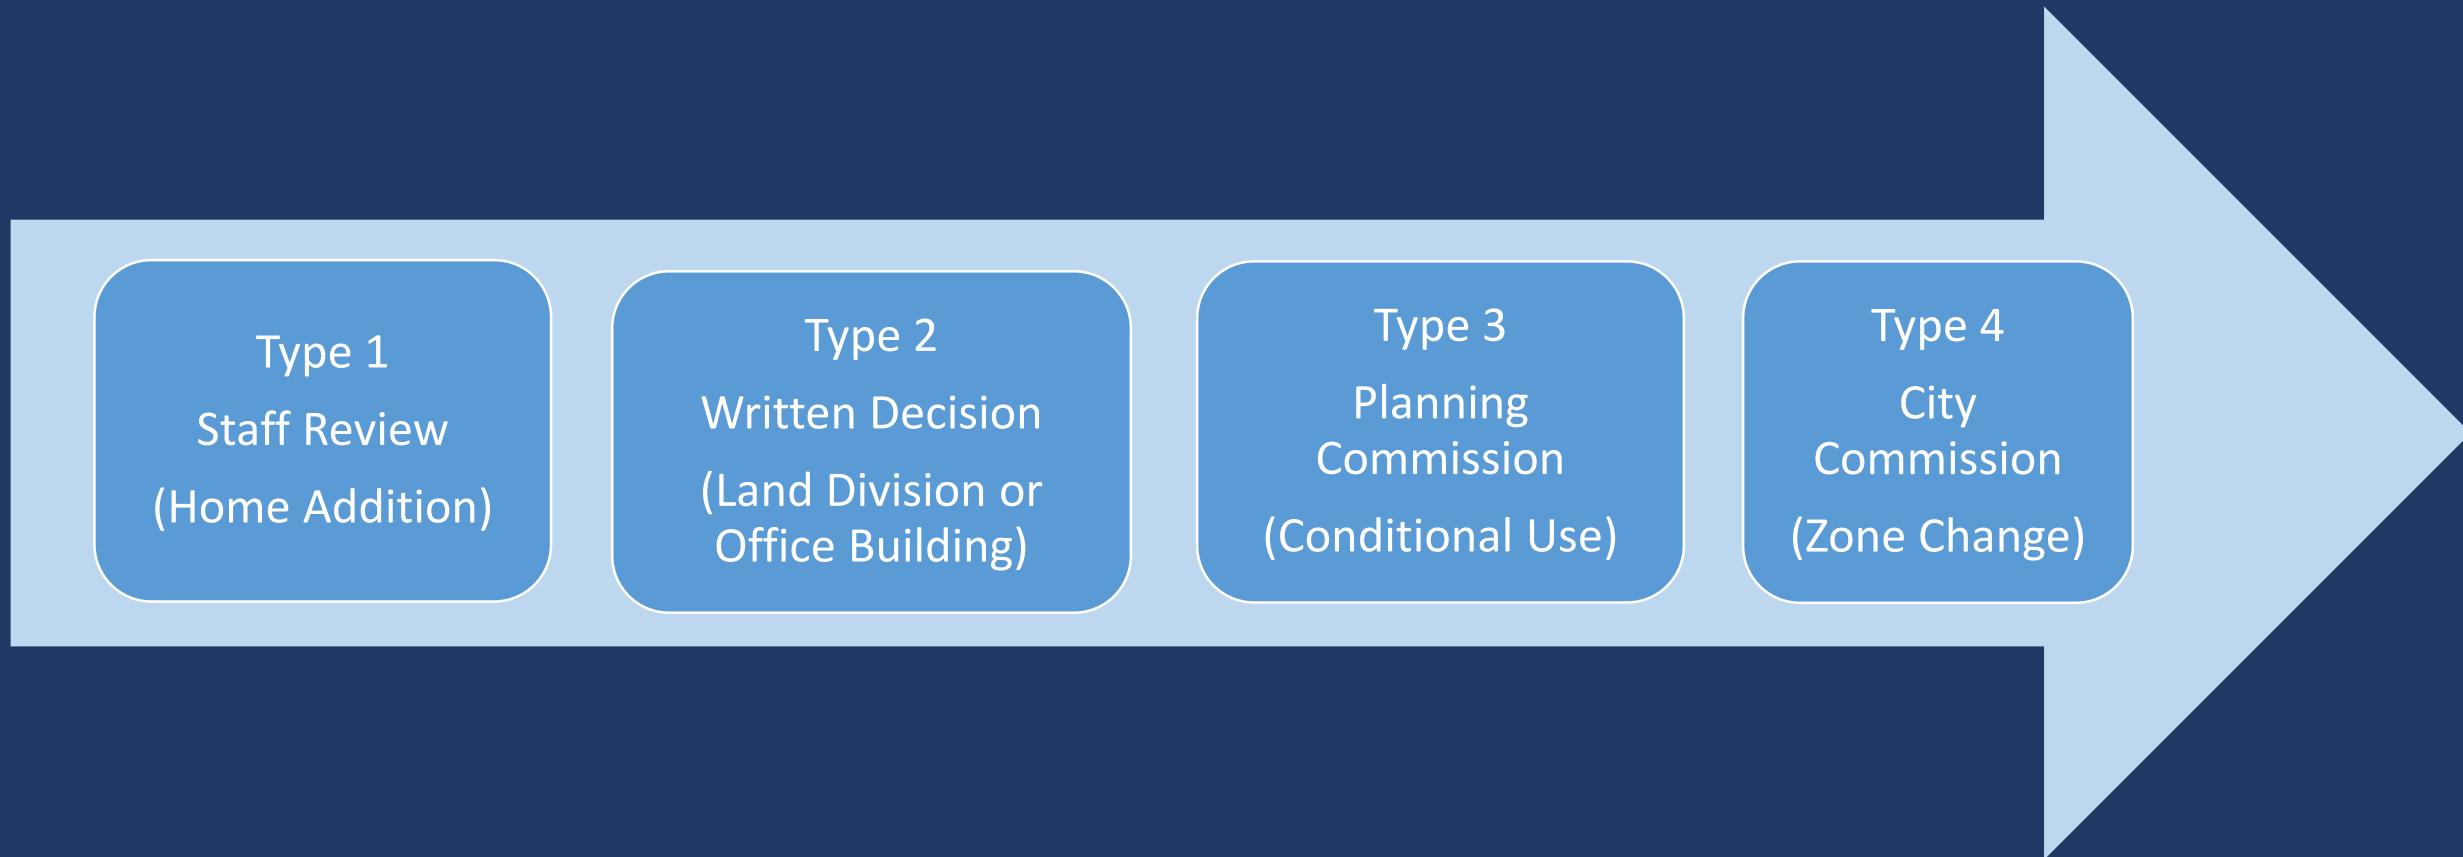 Type 1
Staff Review
(Home Addition)
Type 2
Written Decision
(Land Division or
Office Building)
Type 3
Planning
Commission
(Conditional Use)
Type 4
City
Commission
(Zone Change)